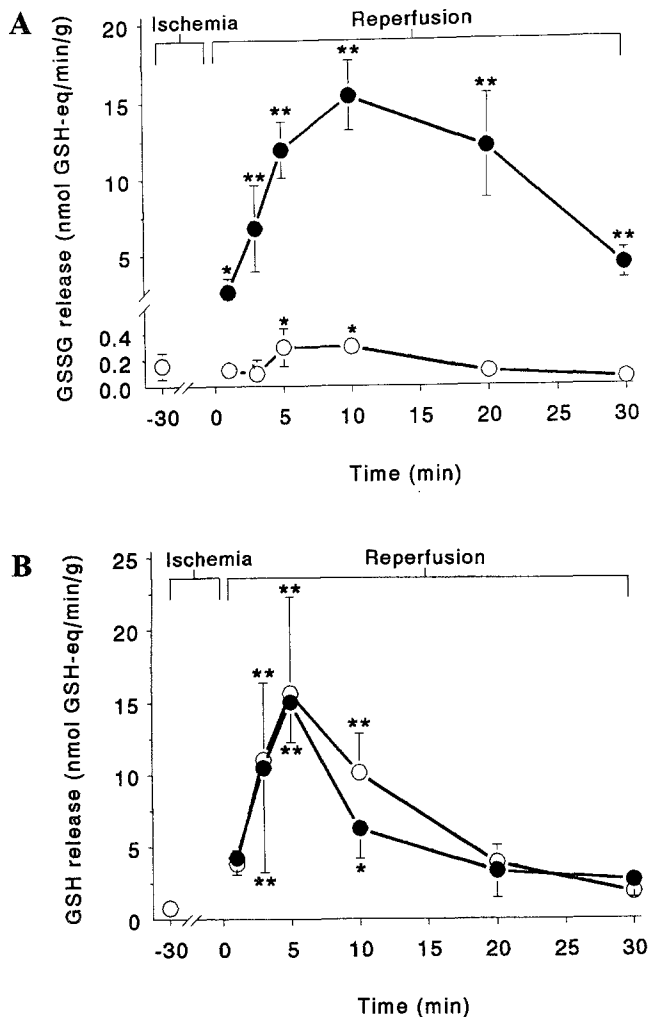 A
Ischemia Reperfusion
GSSG release (nmol GSH-eq/min/g)
20
15
10
5
0.4
0.2
0.0
* ** ** ** ** **
* *
-30 0 5 10 15 20 25 30
Time (min)
B
Ischemia Reperfusion
GSH release (nmol GSH-eq/min/g)
25
20
15
10
5
0
** ** **
** ** *
-30 0 5 10 15 20 25 30
Time (min)